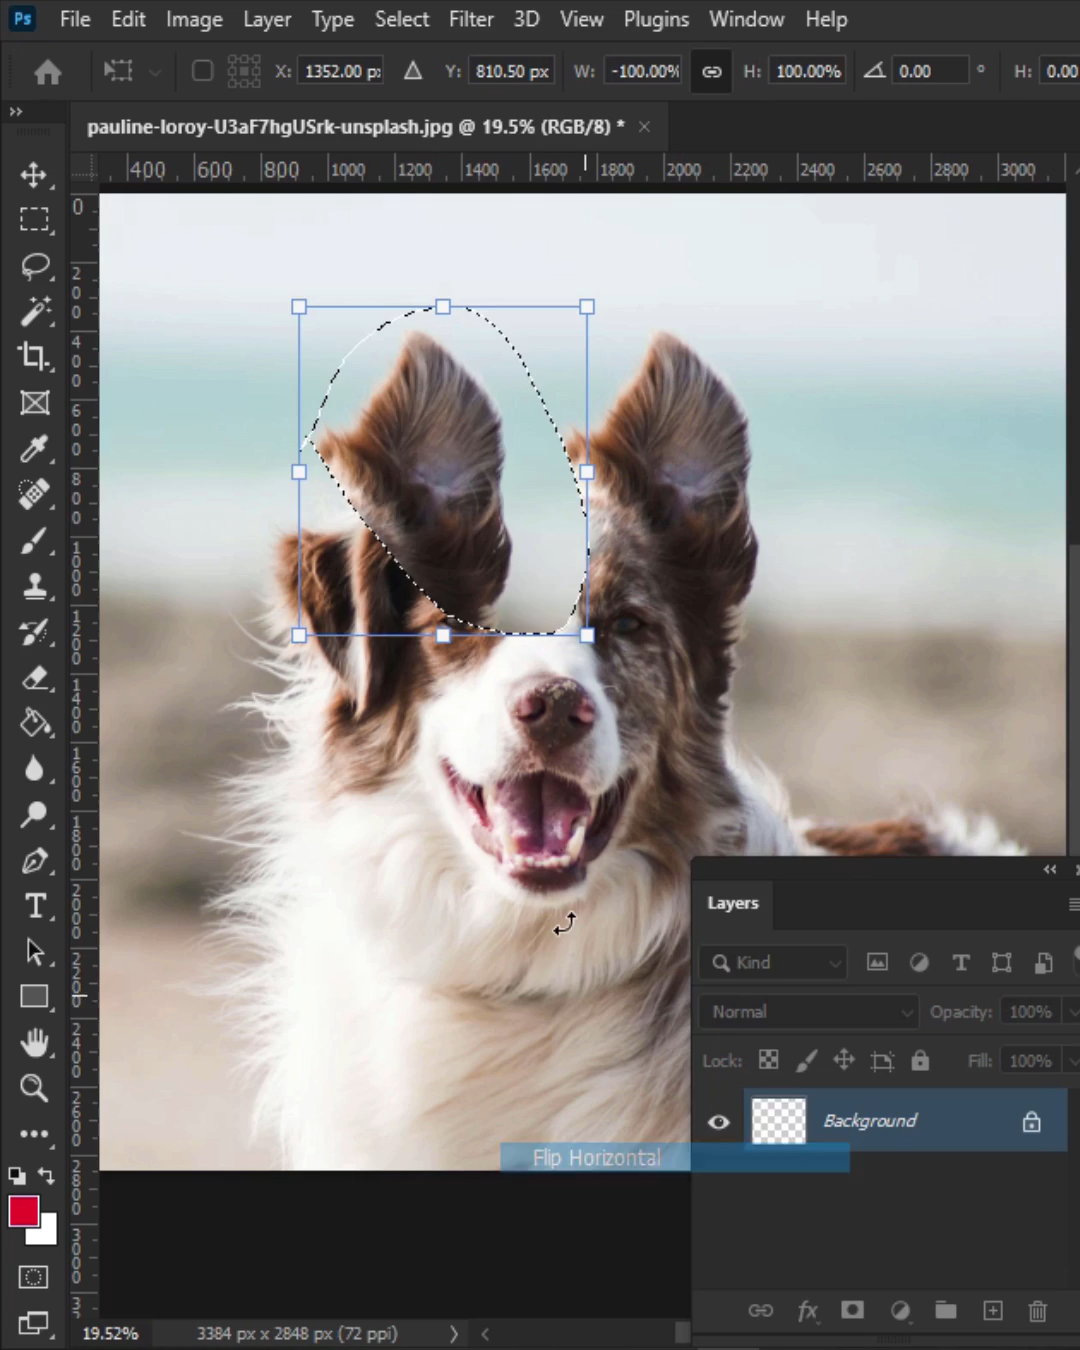 Ps File Edit Image Layer Type Select Filter 3D View Plugins Window Help
X: 1352.00 p Y: 810.50 px W: -100.00% H: 100.00% 0.00 ° H: 0.00
pauline-loroy-U3aF7hgUSrk-unsplash.jpg @ 19.5% (RGB/8) * ×
400 600 800 1000 1200 1400 1600 1800 2000 2200 2400 2600 2800 3000
0
200
400
600
800
1000
1200
1400
1600
1800
2000
2200
2400
2600
2800
3000
Layers
Kind
Normal Opacity: 100%
Lock: Fill: 100%
Background
Flip Horizontal
19.52% 3384 px x 2848 px (72 ppi)